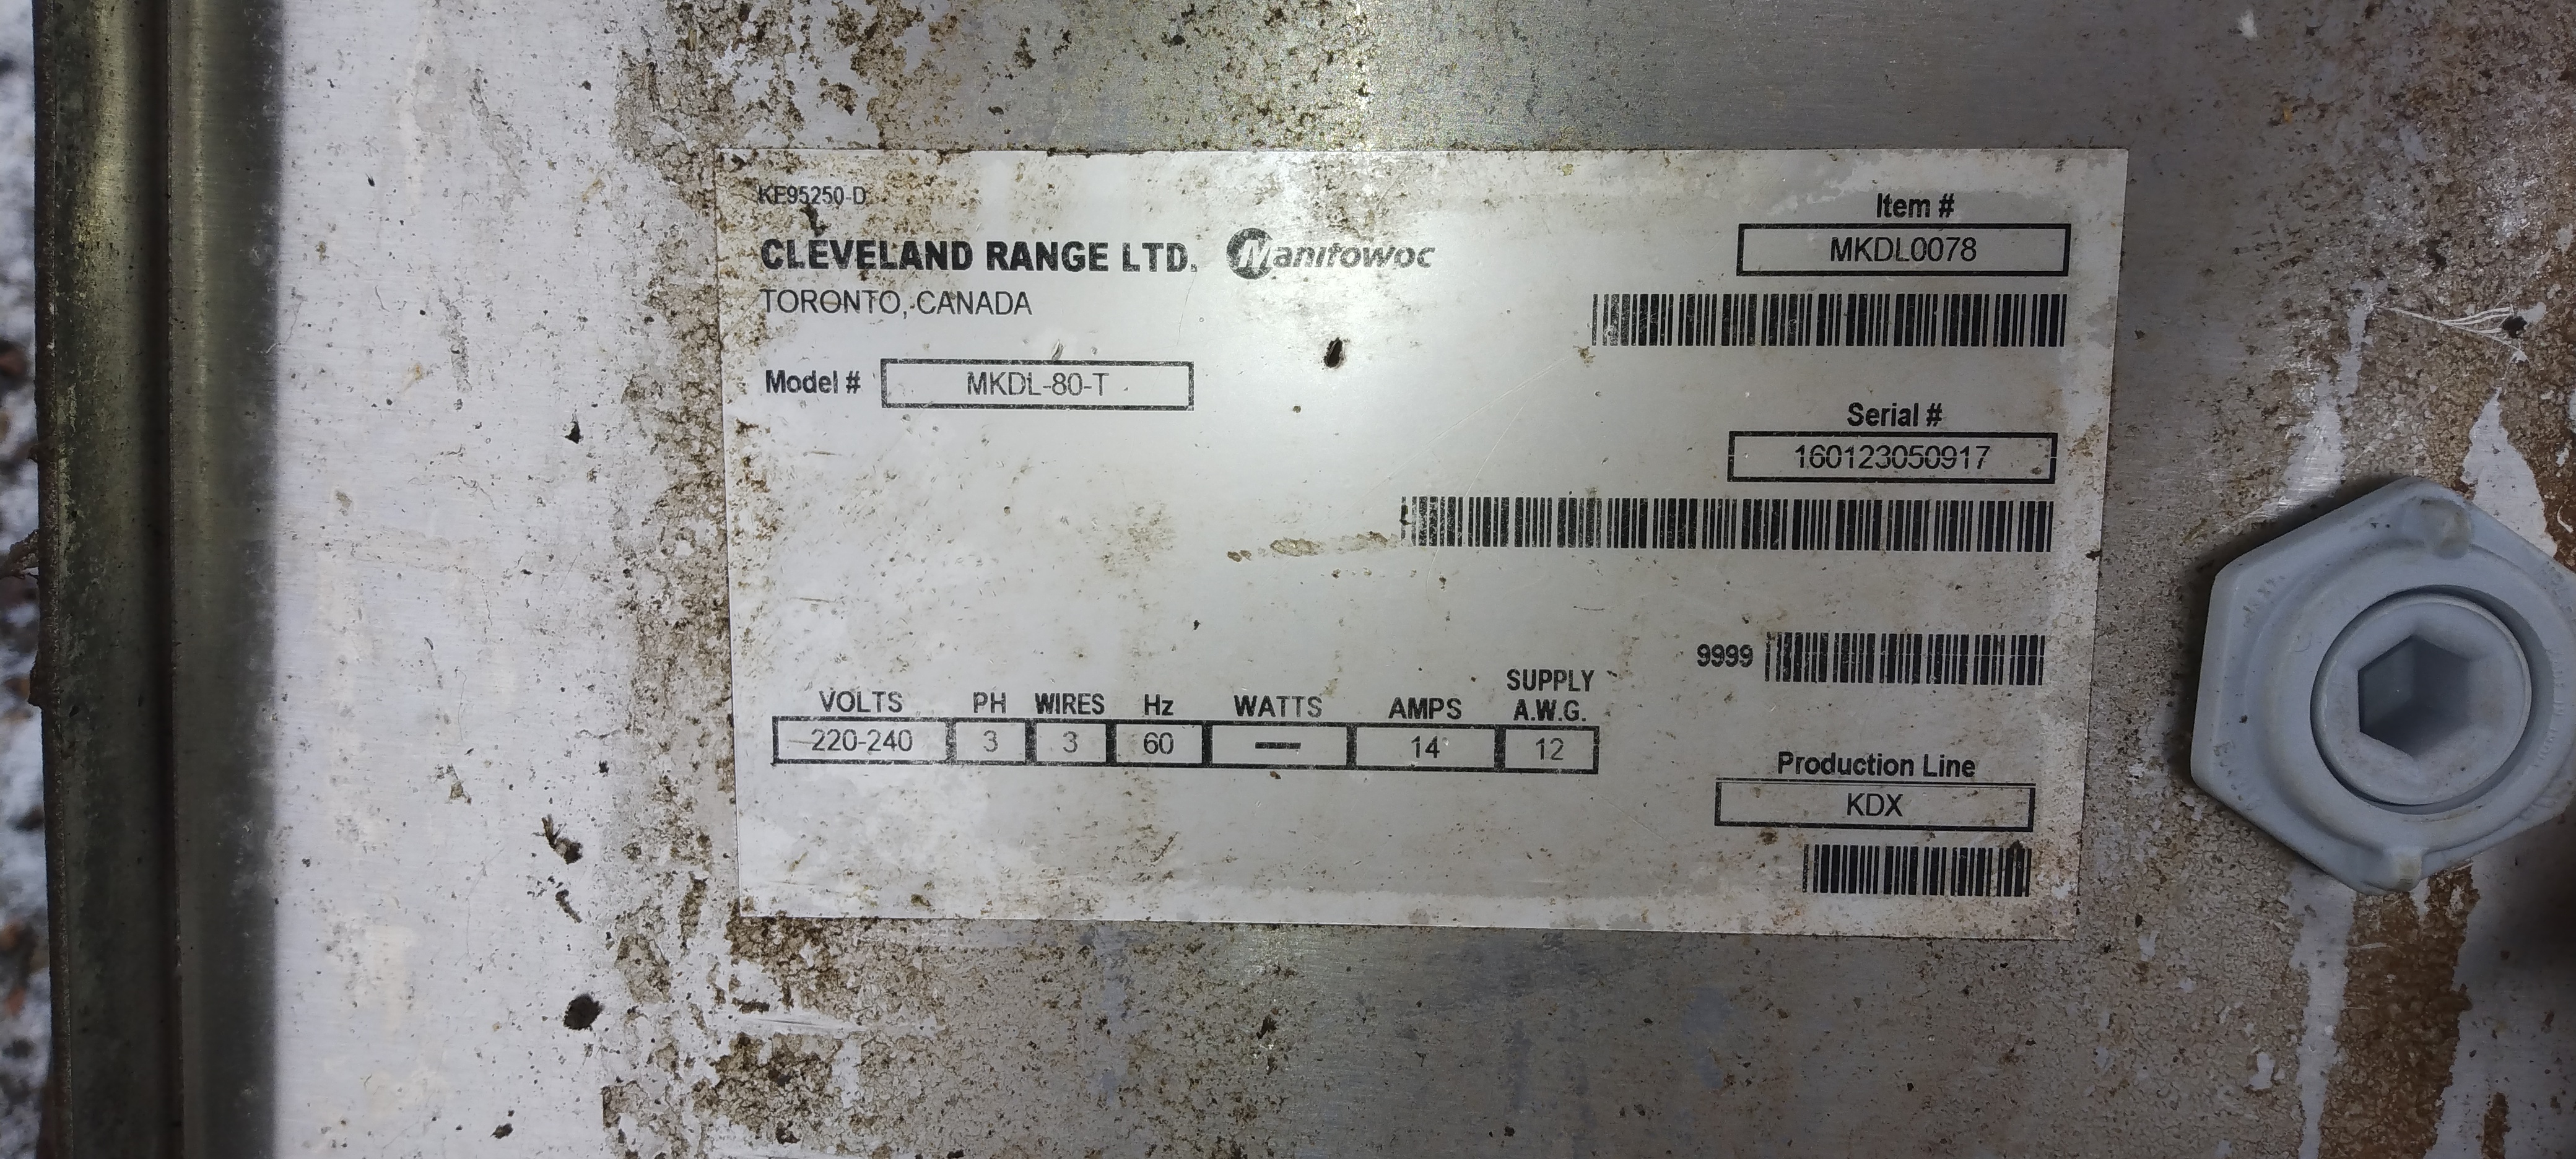 KE95250-D
CLEVELAND RANGE LTD. Manitowoc
TORONTO, CANADA
Model # MKDL-80-T
Item #
MKDL0078
Serial #
160123050917
9999
VOLTS PH WIRES Hz WATTS AMPS SUPPLY A.W.G.
220-240 3 3 60 — 14 12
Production Line
KDX